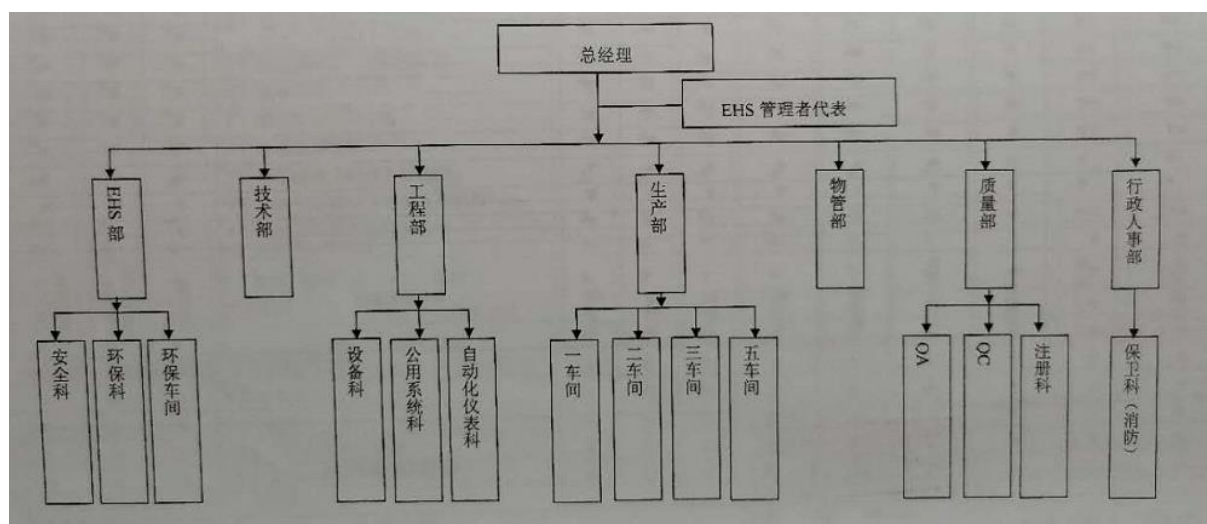 总经理
EHS 管理者代表
EHS 部
技术部
工程部
生产部
物管部
质量部
行政人事部
安全科
环保科
环保车间
设备科
公用系统科
自动化仪表科
一车间
二车间
三车间
五车间
QA
QC
注册科
保卫科（消防）